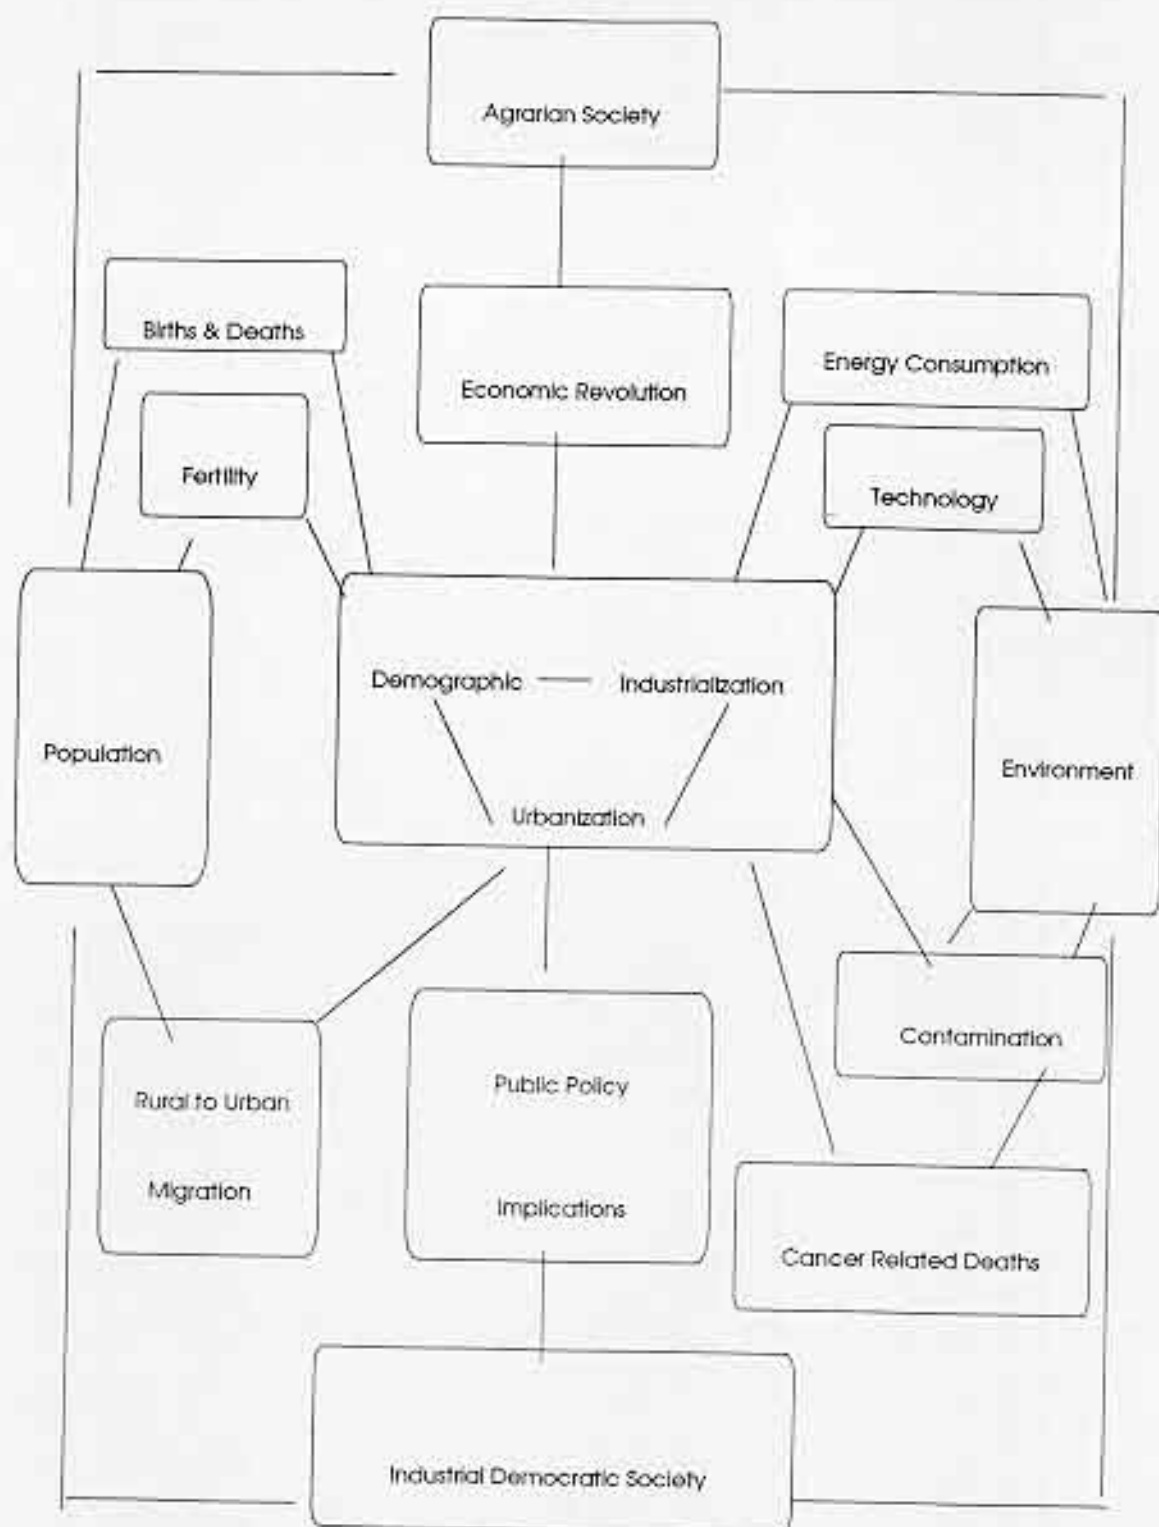 Agrarian Society
Births & Deaths
Energy Consumption
Economic Revolution
Fertility
Technology
Demographic
Industrialization
Population
Environment
Urbanization
Contamination
Public Policy
Rural to Urban
Migration
Implications
Cancer Related Deaths
Industrial Democratic Society